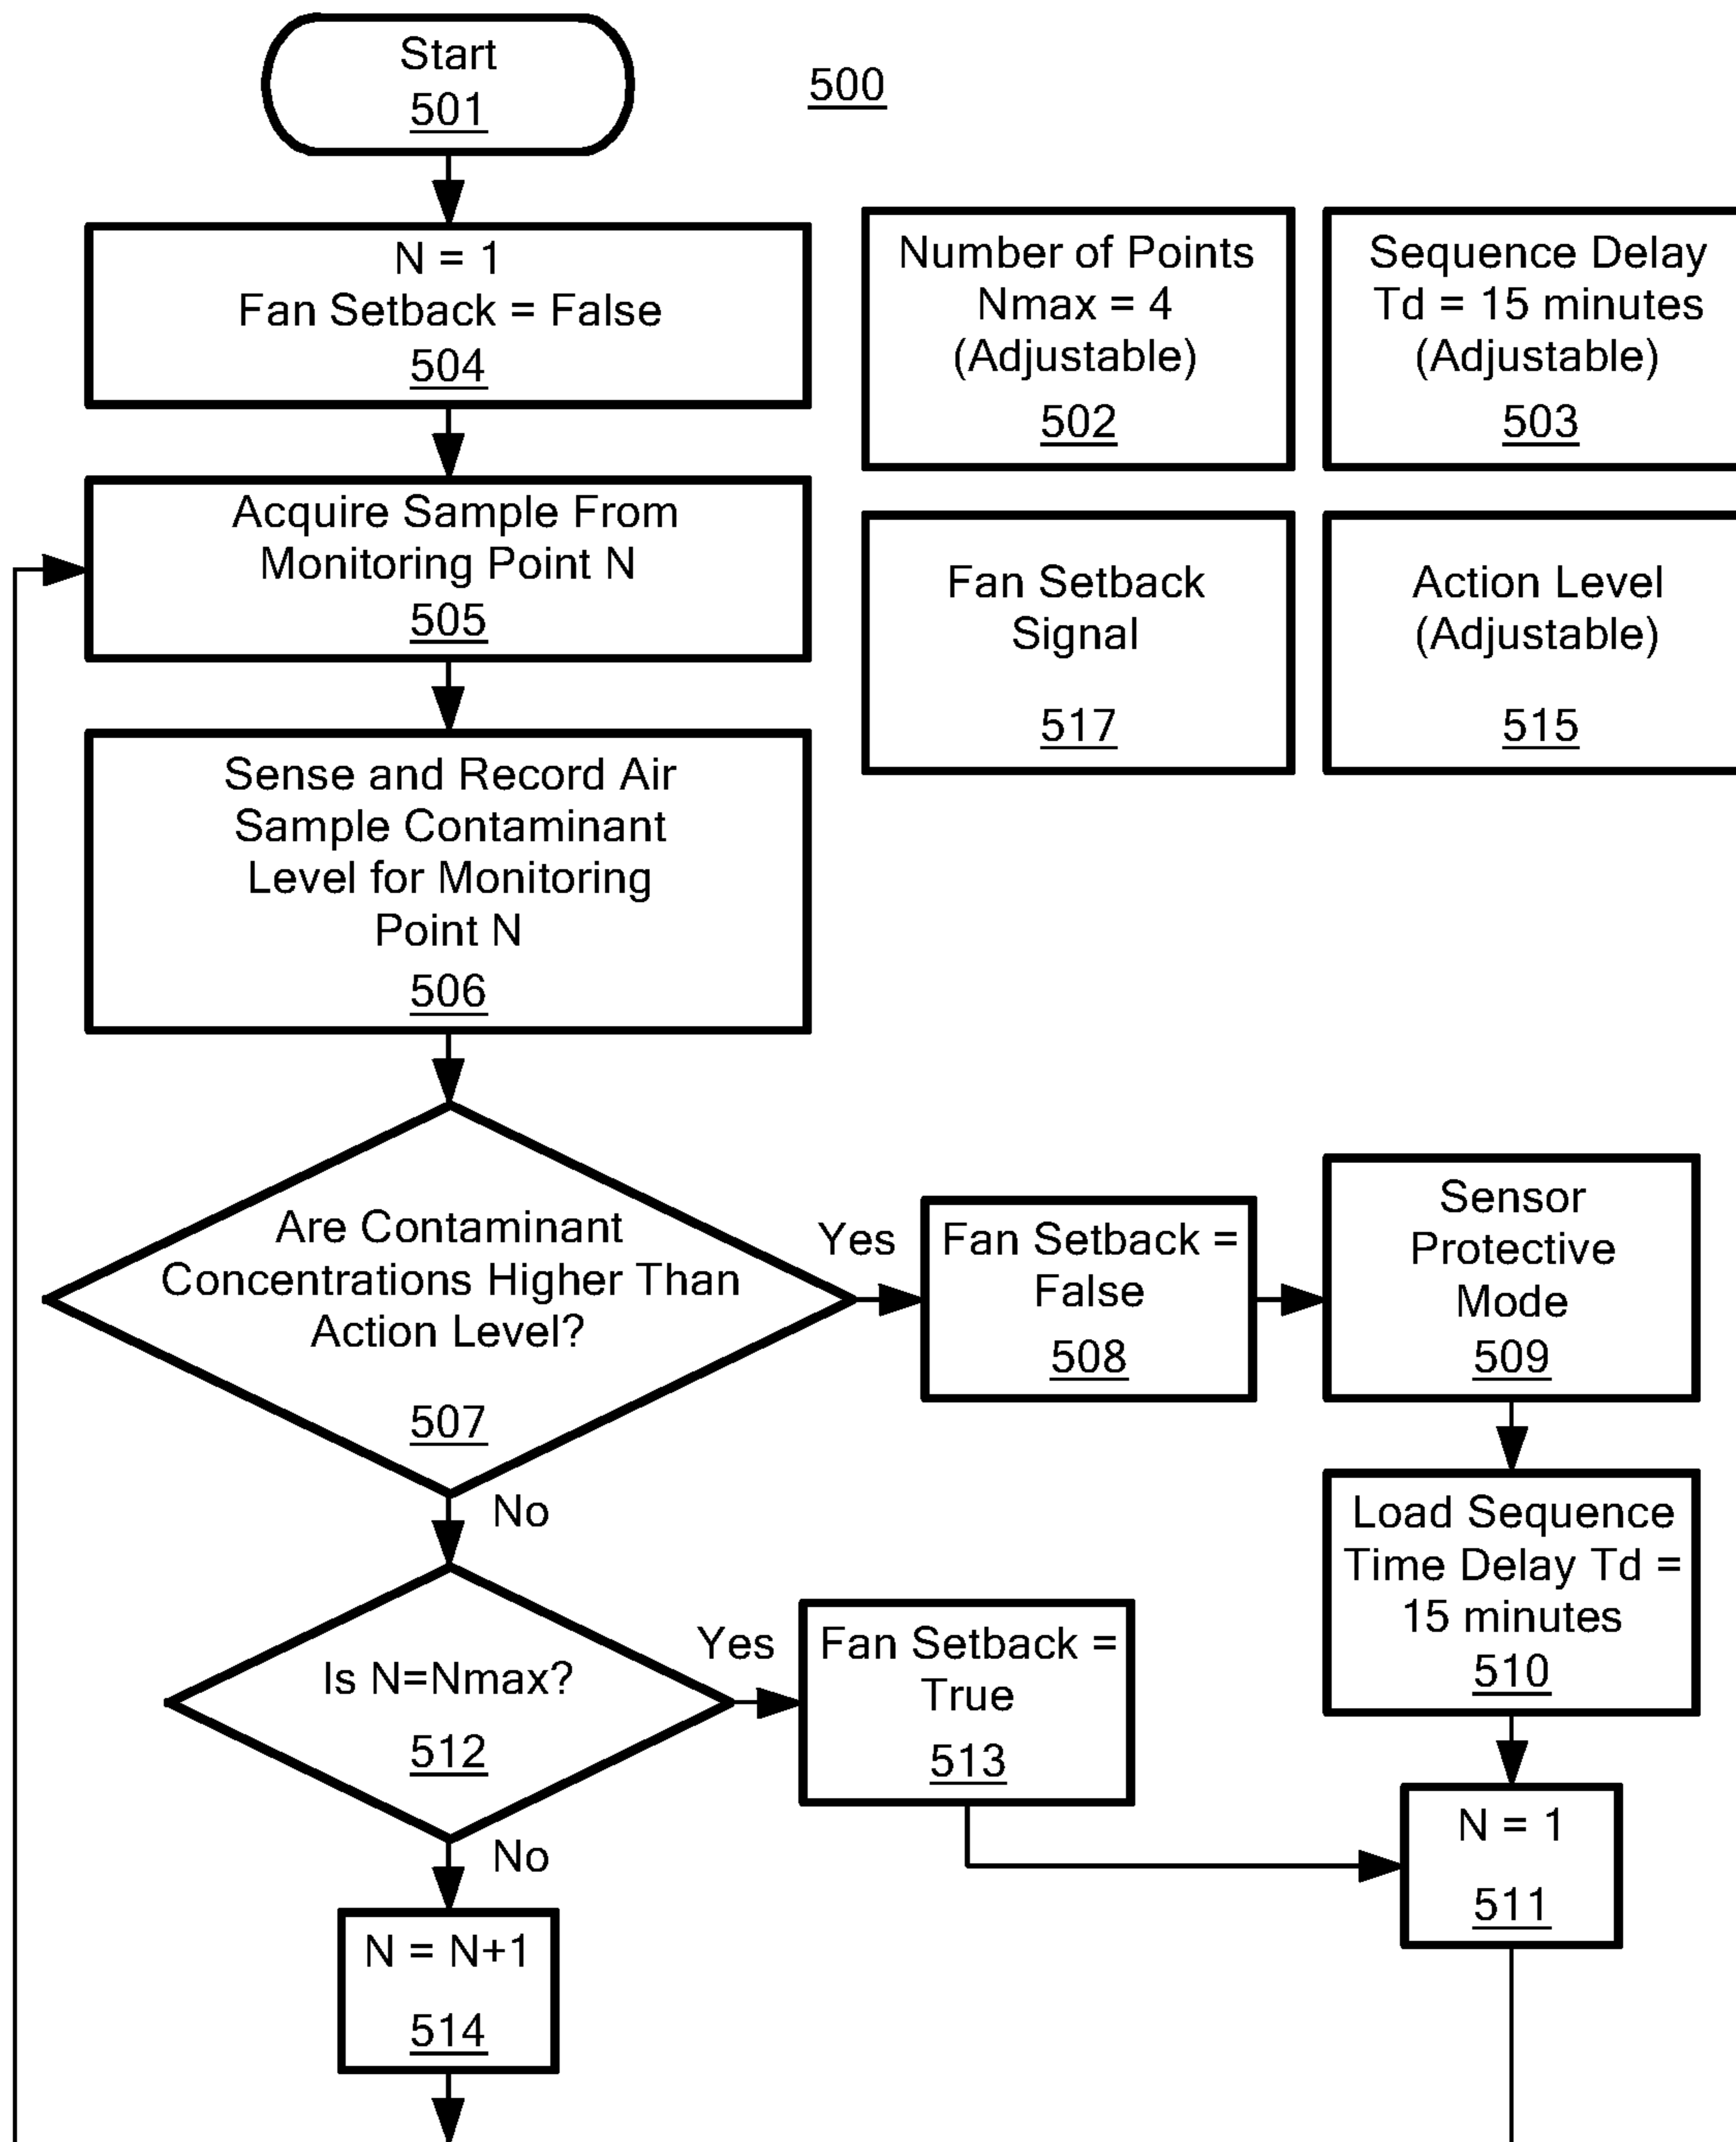 Start
501
500
N = 1
Fan Setback = False
504
Number of Points
Nmax = 4
(Adjustable)
502
Sequence Delay
Td = 15 minutes
(Adjustable)
503
Acquire Sample From
Monitoring Point N
505
Fan Setback
Signal
517
Action Level
(Adjustable)
515
Sense and Record Air
Sample Contaminant
Level for Monitoring
Point N
506
Are Contaminant
Concentrations Higher Than
Action Level?
507
Yes
Fan Setback =
False
508
Sensor
Protective
Mode
509
No
Load Sequence
Time Delay Td =
15 minutes
510
Is N=Nmax?
512
Yes
Fan Setback =
True
513
N = 1
511
No
N = N+1
514